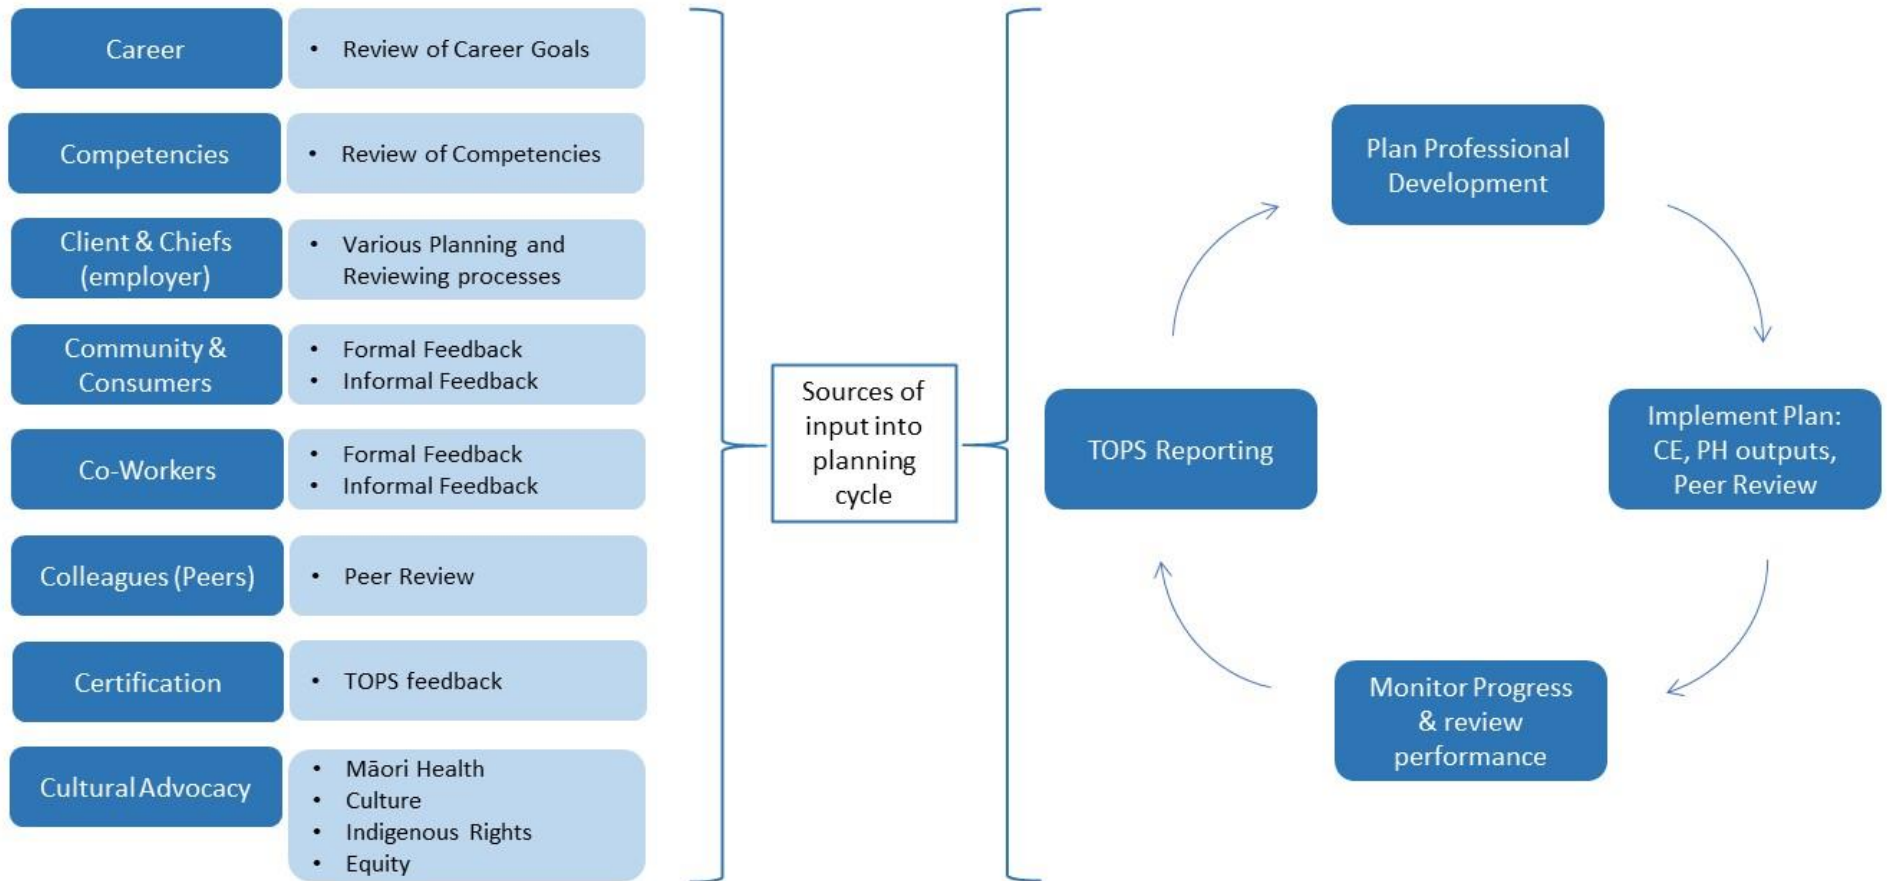 Career
• Review of Career Goals
Competencies
• Review of Competencies
Client & Chiefs
(employer)
• Various Planning and
Reviewing processes
Community &
Consumers
• Formal Feedback
• Informal Feedback
Co-Workers
• Formal Feedback
• Informal Feedback
Colleagues (Peers)
• Peer Review
Certification
• TOPS feedback
Cultural Advocacy
• Māori Health
• Culture
• Indigenous Rights
• Equity
Sources of
input into
planning
cycle
Plan Professional
Development
Implement Plan:
CE, PH outputs,
Peer Review
Monitor Progress
& review
performance
TOPS Reporting